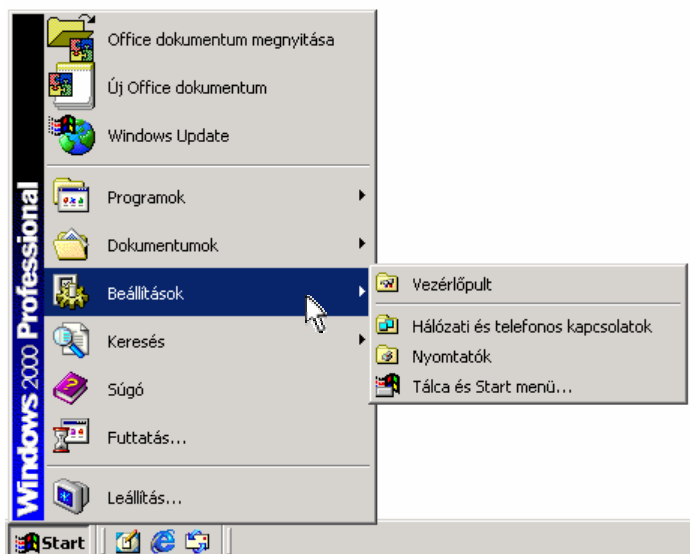 Office dokumentum megnyitása
Új Office dokumentum
Windows Update
Programok
Dokumentumok
Beállítások
Keresés
Súgó
Futtatás...
Leállítás...
Windows 2000 Professional
Vezérlőpult
Hálózati és telefonos kapcsolatok
Nyomtatók
Tálca és Start menü...
Start